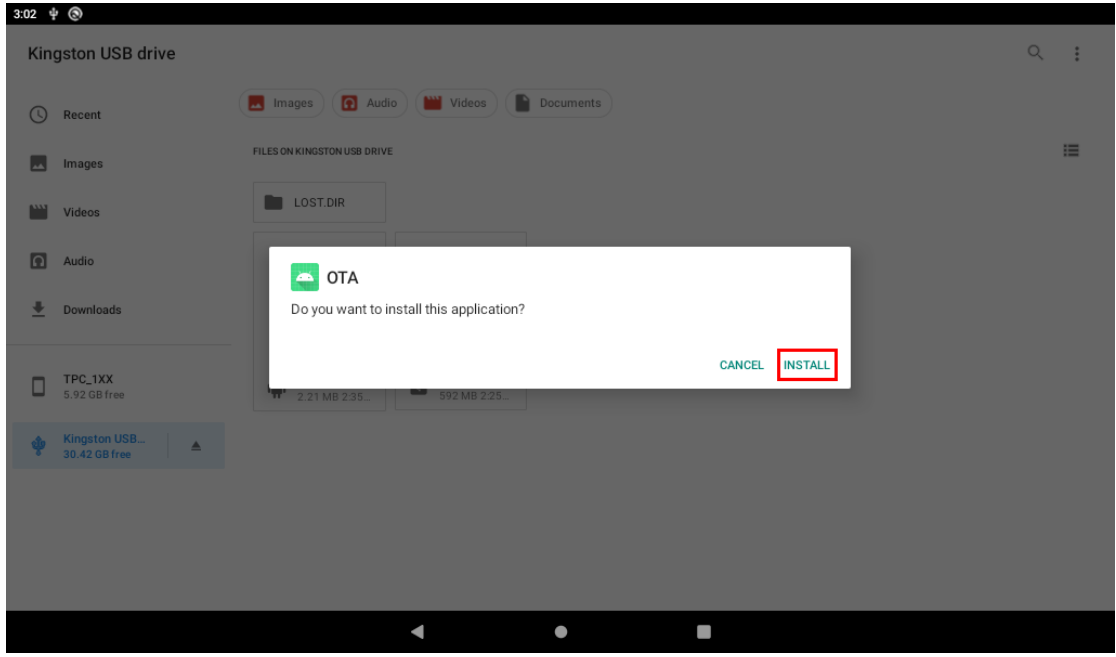 3:02
Kingston USB drive
Recent
Images
Videos
Audio
Downloads
TPC_1XX
5.92 GB free
Kingston USB...
30.42 GB free
Images
Audio
Videos
Documents
FILES ON KINGSTON USB DRIVE
LOST.DIR
OTA
Do you want to install this application?
CANCEL
INSTALL
2.21 MB 2:35...
592 MB 2:25...